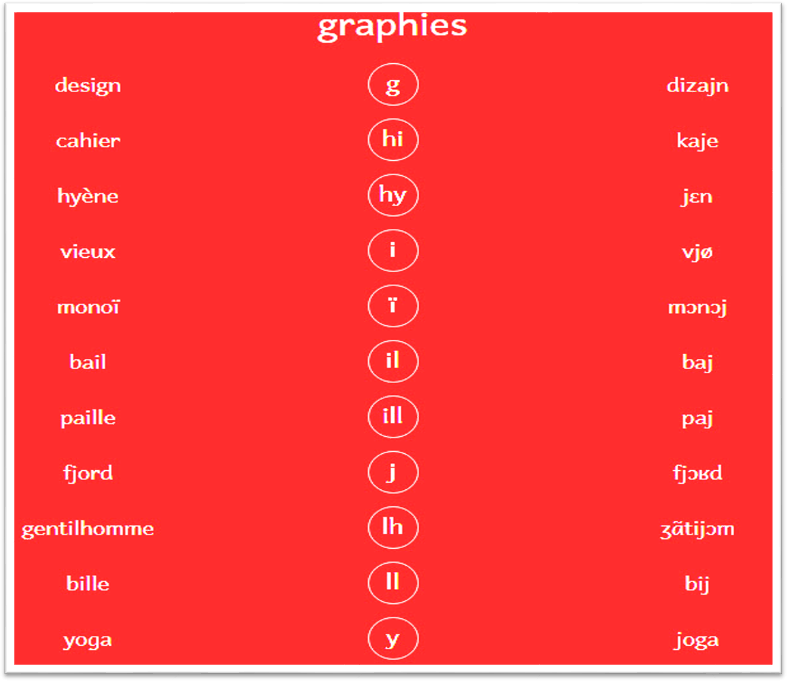 graphies
design g dizajn
cahier hi kaje
hyène hy jɛn
vieux i vjø
monoï ï mɔnɔj
bail il baj
paille ill paj
fjord j fjɔʁd
gentilhomme lh ʒɑ̃tijɔm
bille ll bij
yoga y joga